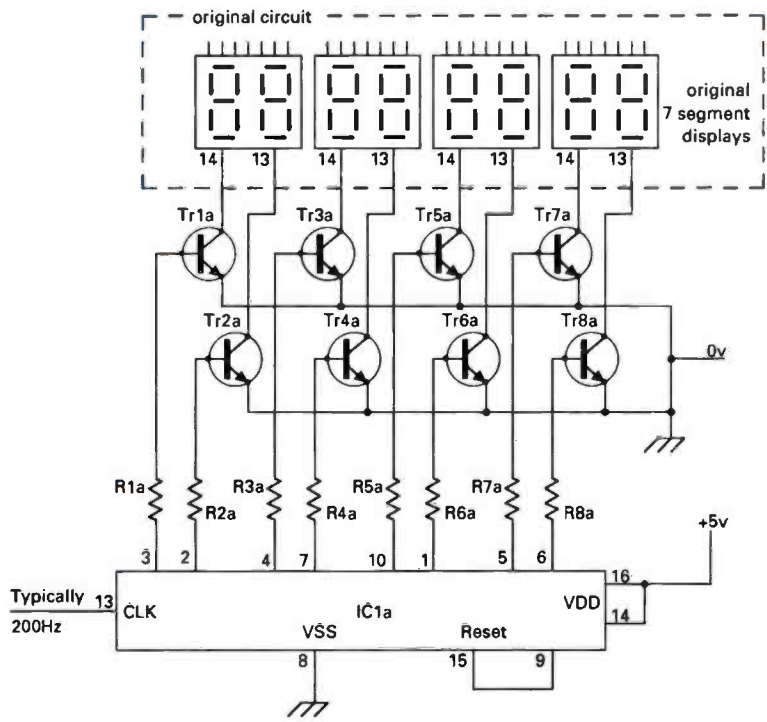 original circuit
original
7 segment
displays
14 13 14 13 14 13 14 13
Tr1a Tr3a Tr5a Tr7a
Tr2a Tr4a Tr6a Tr8a
0v
R1a R3a R5a R7a
R2a R4a R6a R8a
+5v
3 2 4 7 10 1 5 6
16
Typically 13 CLK IC1a VDD
14
200Hz
VSS Reset
8 15 9